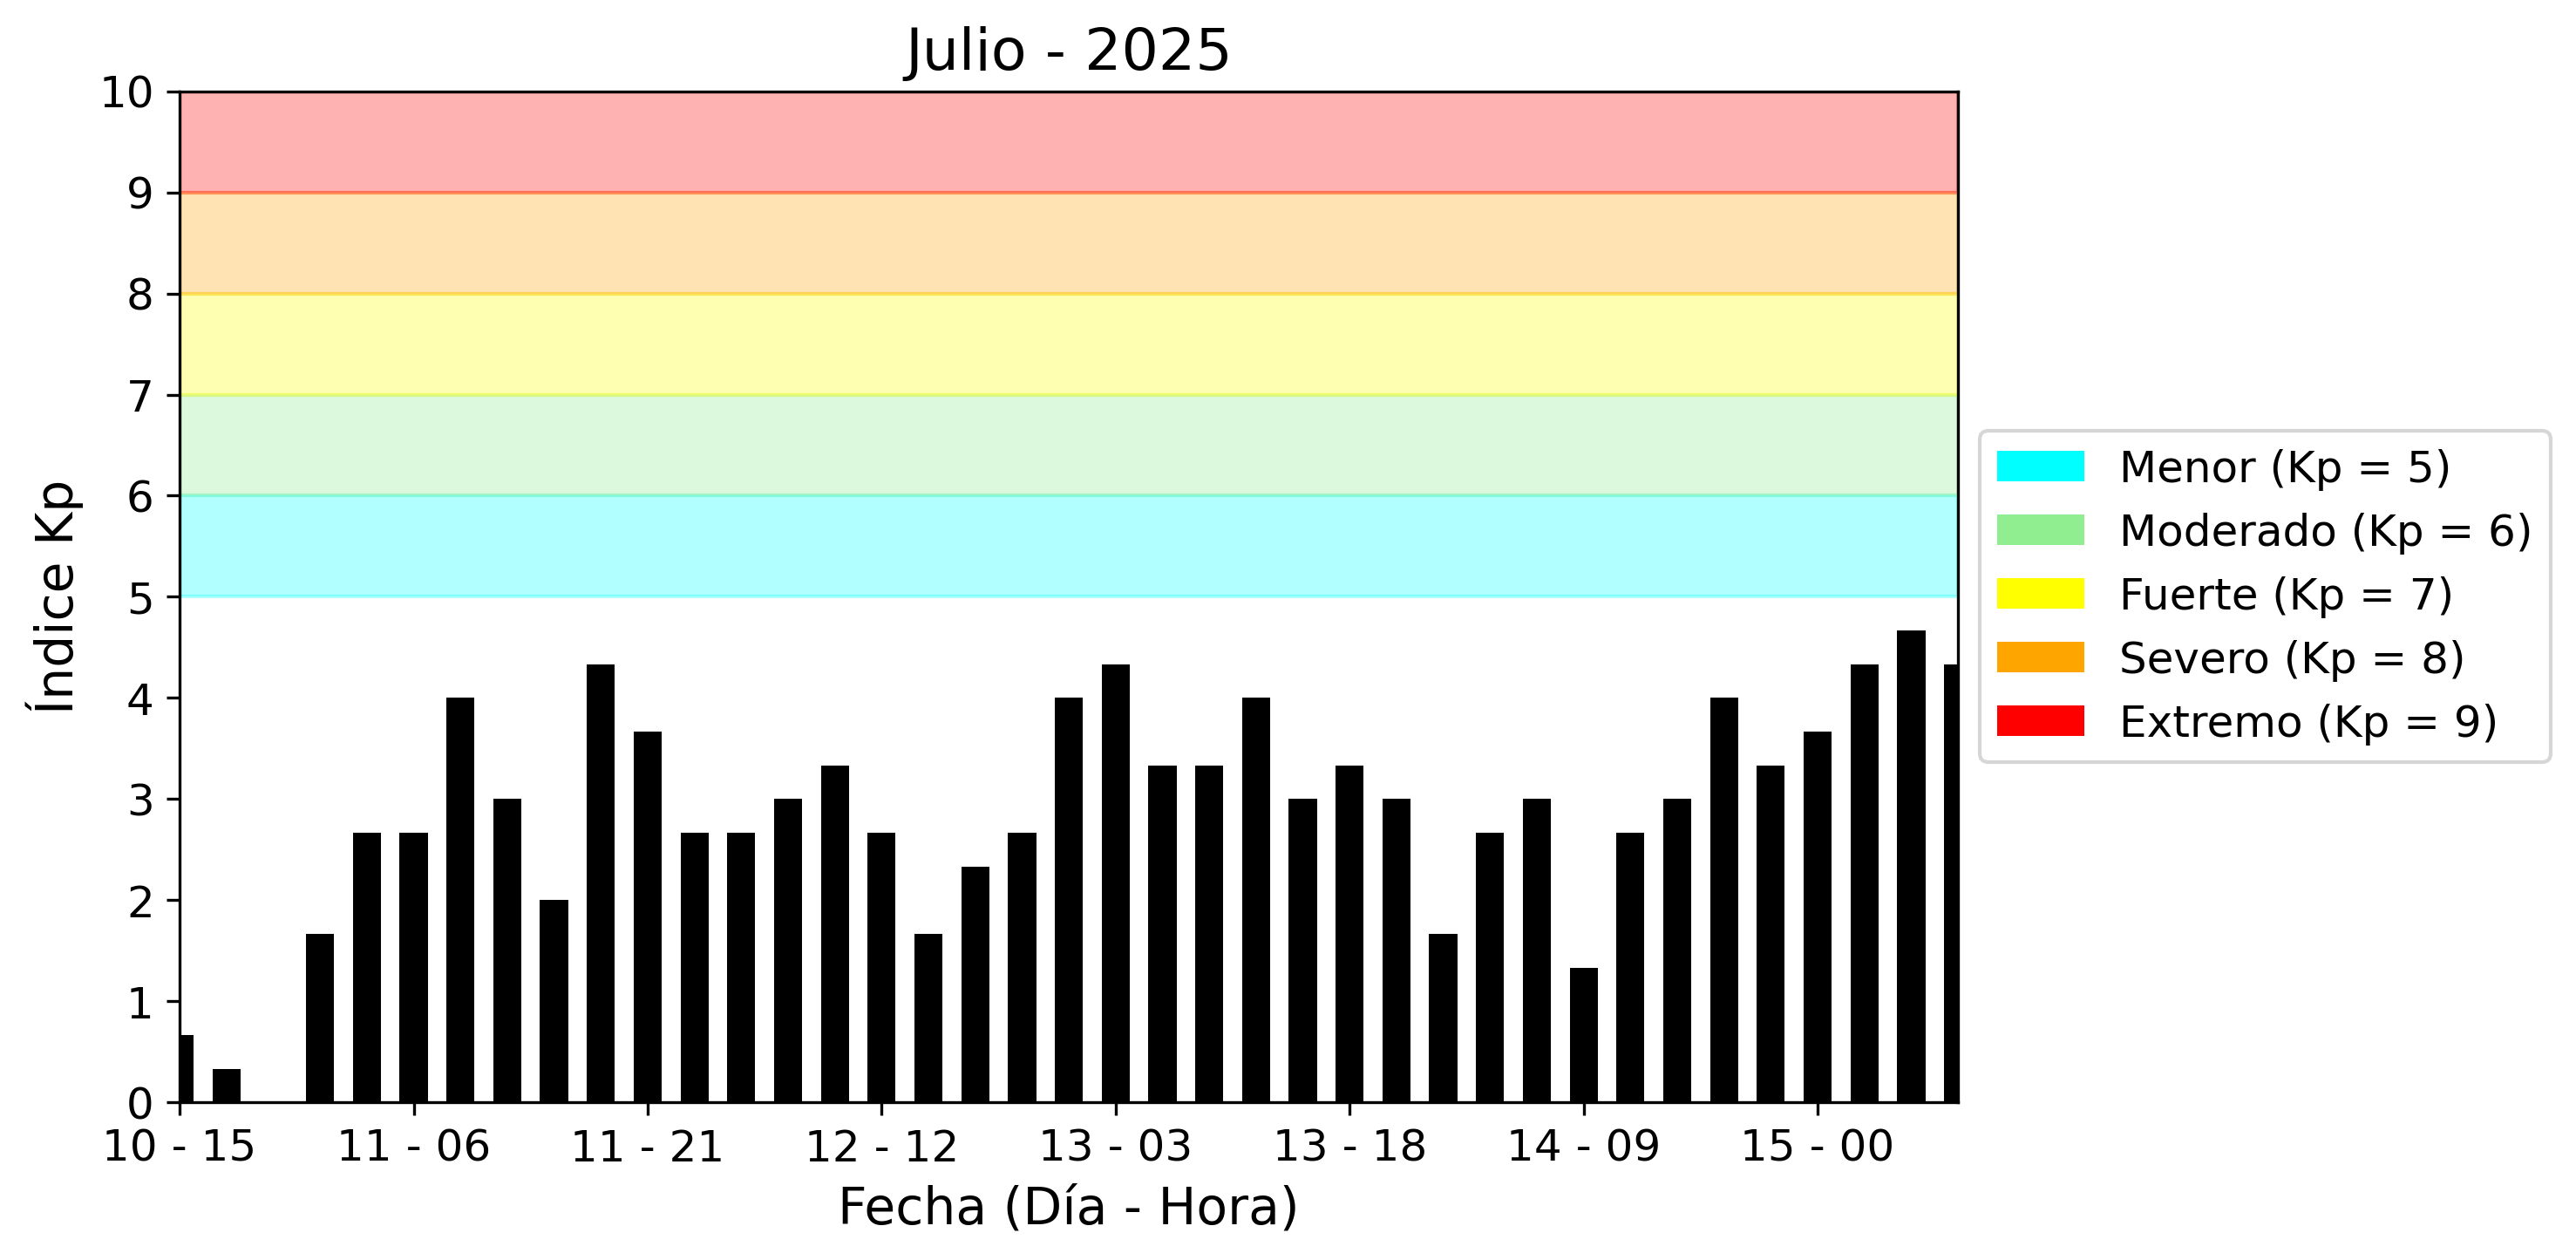 Julio - 2025
10
9
8
7
6
5
4
3
2
1
0
Índice Kp
10 - 15
11 - 06
11 - 21
12 - 12
13 - 03
13 - 18
14 - 09
15 - 00
Fecha (Día - Hora)
Menor (Kp = 5)
Moderado (Kp = 6)
Fuerte (Kp = 7)
Severo (Kp = 8)
Extremo (Kp = 9)